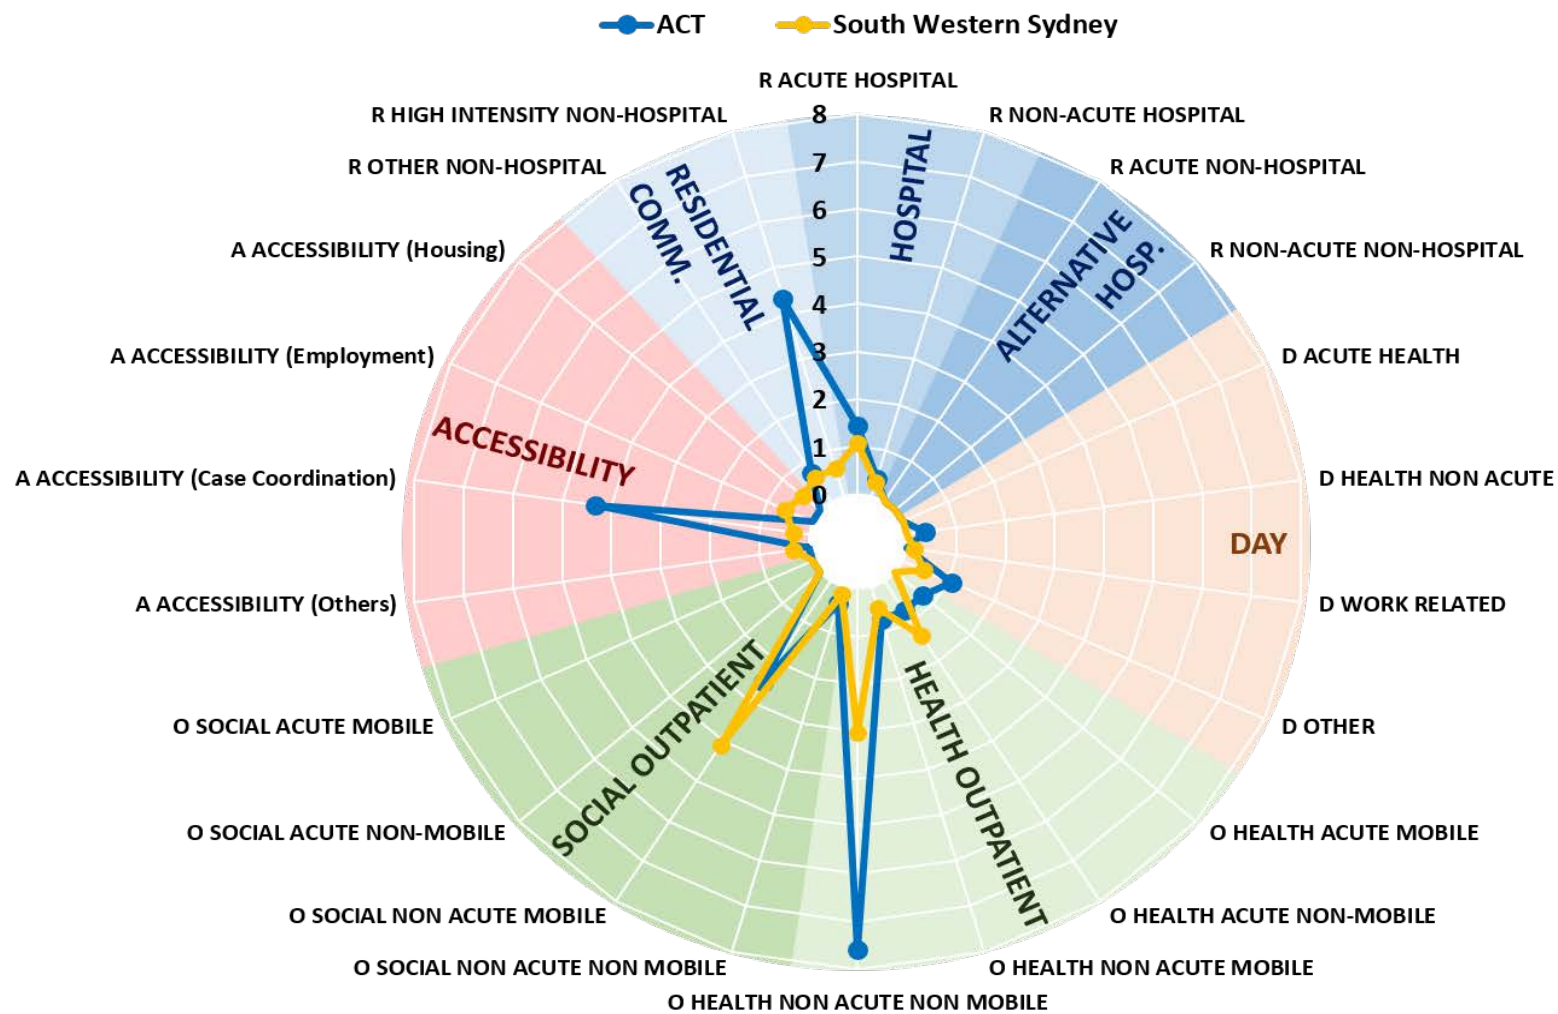 ACT
South Western Sydney
R ACUTE HOSPITAL
R HIGH INTENSITY NON-HOSPITAL
R NON-ACUTE HOSPITAL
R OTHER NON-HOSPITAL
R ACUTE NON-HOSPITAL
A ACCESSIBILITY (Housing)
R NON-ACUTE NON-HOSPITAL
A ACCESSIBILITY (Employment)
D ACUTE HEALTH
A ACCESSIBILITY (Case Coordination)
D HEALTH NON ACUTE
A ACCESSIBILITY (Others)
D WORK RELATED
O SOCIAL ACUTE MOBILE
D OTHER
O SOCIAL ACUTE NON-MOBILE
O HEALTH ACUTE MOBILE
O SOCIAL NON ACUTE MOBILE
O HEALTH ACUTE NON-MOBILE
O SOCIAL NON ACUTE NON MOBILE
O HEALTH NON ACUTE MOBILE
O HEALTH NON ACUTE NON MOBILE
8
7
6
5
4
3
2
1
0
HOSPITAL
ALTERNATIVE
HOSP.
DAY
HEALTH OUTPATIENT
SOCIAL OUTPATIENT
ACCESSIBILITY
RESIDENTIAL
COMM.